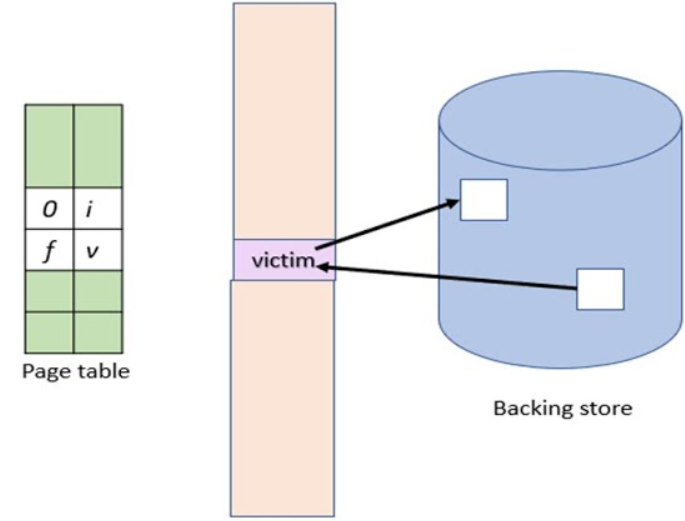 0 i
f v
victim
Page table
Backing store